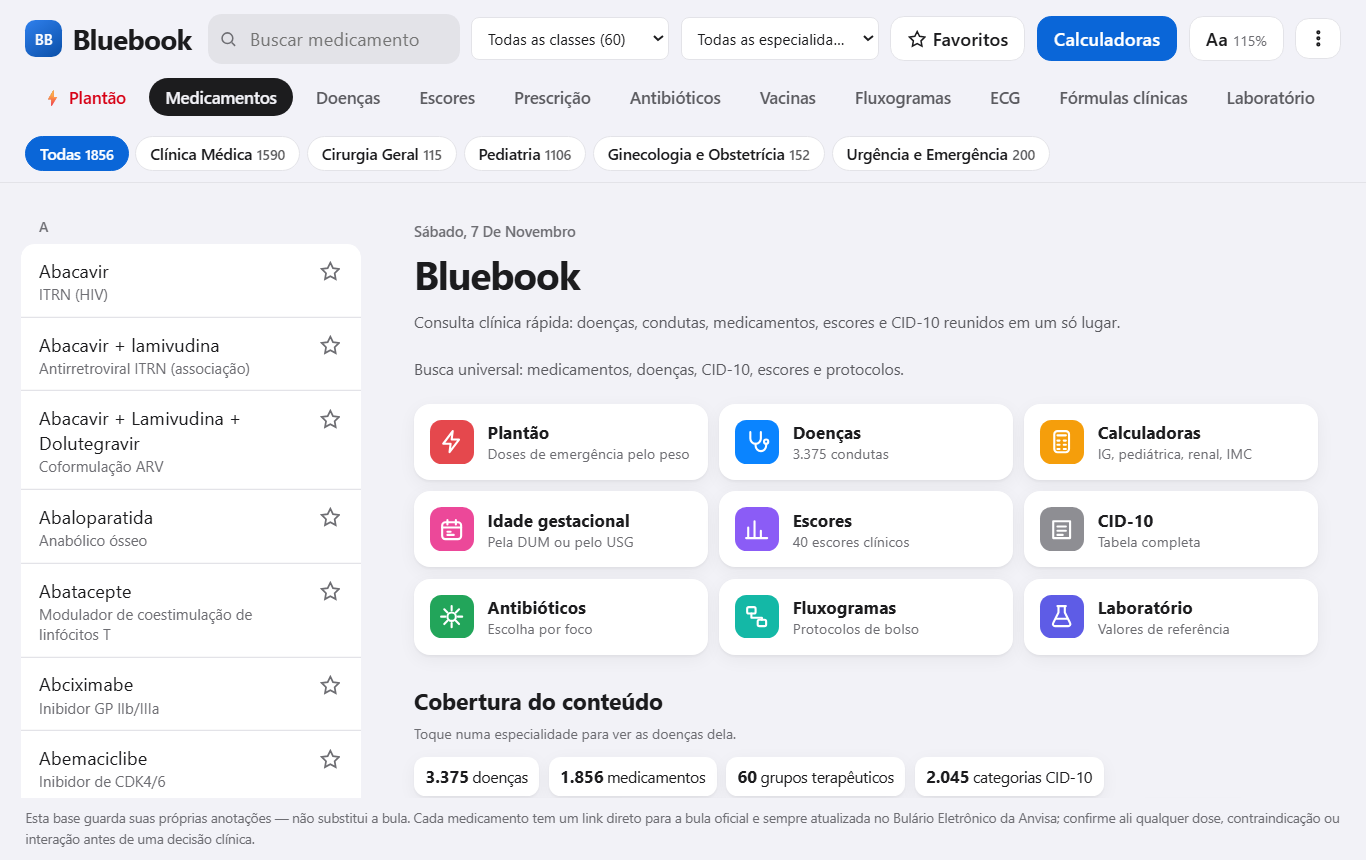 BB Bluebook
Buscar medicamento
Todas as classes (60)
Todas as especialida...
Favoritos
Calculadoras
Aa 115%
Plantão
Medicamentos
Doenças
Escores
Prescrição
Antibióticos
Vacinas
Fluxogramas
ECG
Fórmulas clínicas
Laboratório
Todas 1856
Clínica Médica 1590
Cirurgia Geral 115
Pediatria 1106
Ginecologia e Obstetrícia 152
Urgência e Emergência 200
A
Abacavir
ITRN (HIV)
Abacavir + lamivudina
Antirretroviral ITRN (associação)
Abacavir + Lamivudina +
Dolutegravir
Coformulação ARV
Abaloparatida
Anabólico ósseo
Abatacepte
Modulador de coestimulação de
linfócitos T
Abciximabe
Inibidor GP IIb/IIIa
Abemaciclibe
Inibidor de CDK4/6
Sábado, 7 De Novembro
Bluebook
Consulta clínica rápida: doenças, condutas, medicamentos, escores e CID-10 reunidos em um só lugar.
Busca universal: medicamentos, doenças, CID-10, escores e protocolos.
Plantão
Doses de emergência pelo peso
Doenças
3.375 condutas
Calculadoras
IG, pediátrica, renal, IMC
Idade gestacional
Pela DUM ou pelo USG
Escores
40 escores clínicos
CID-10
Tabela completa
Antibióticos
Escolha por foco
Fluxogramas
Protocolos de bolso
Laboratório
Valores de referência
Cobertura do conteúdo
Toque numa especialidade para ver as doenças dela.
3.375 doenças
1.856 medicamentos
60 grupos terapêuticos
2.045 categorias CID-10
Esta base guarda suas próprias anotações — não substitui a bula. Cada medicamento tem um link direto para a bula oficial e sempre atualizada no Bulário Eletrônico da Anvisa; confirme ali qualquer dose, contraindicação ou
interação antes de uma decisão clínica.